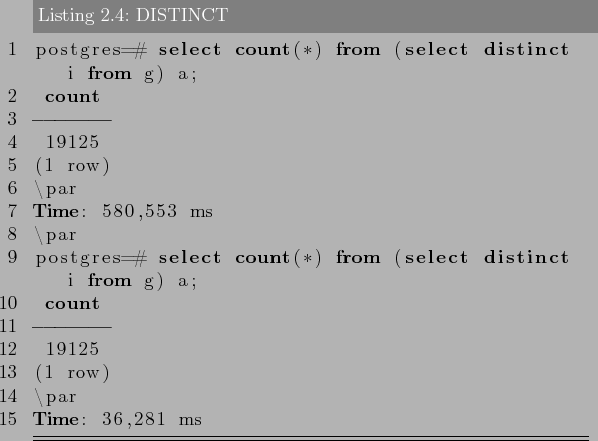 Listing 2.4: DISTINCT
1 postgres=# select count(*) from (select distinct
i from g) a;
2 count
3 ————
4 19125
5 (1 row)
6 \par
7 Time: 580,553 ms
8 \par
9 postgres=# select count(*) from (select distinct
i from g) a;
10 count
11 ————
12 19125
13 (1 row)
14 \par
15 Time: 36,281 ms